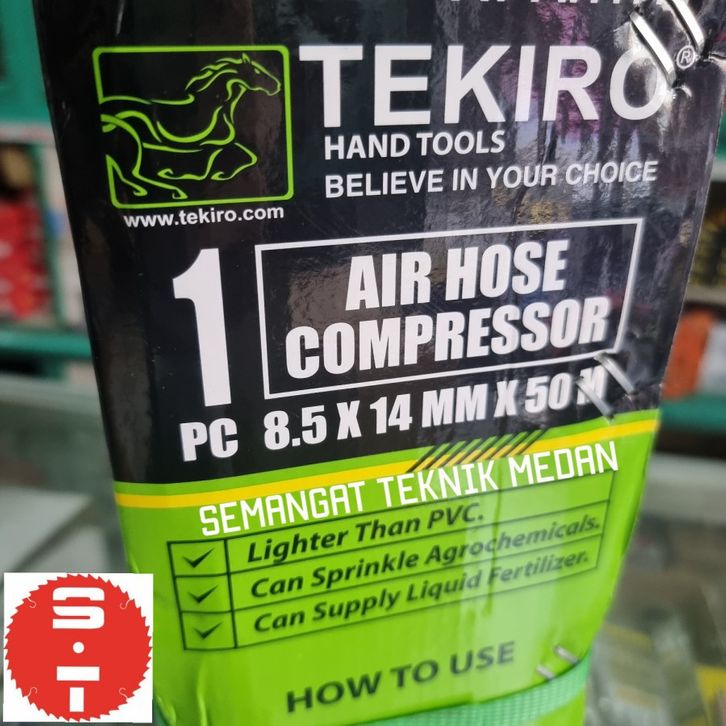 TEKIRO®
HAND TOOLS
BELIEVE IN YOUR CHOICE
www.tekiro.com
1
PC
AIR HOSE
COMPRESSOR
8.5 X 14 MM X 50 M
SEMANGAT TEKNIK MEDAN
Lighter Than PVC.
Can Sprinkle Agrochemicals.
Can Supply Liquid Fertilizer.
HOW TO USE
S·T